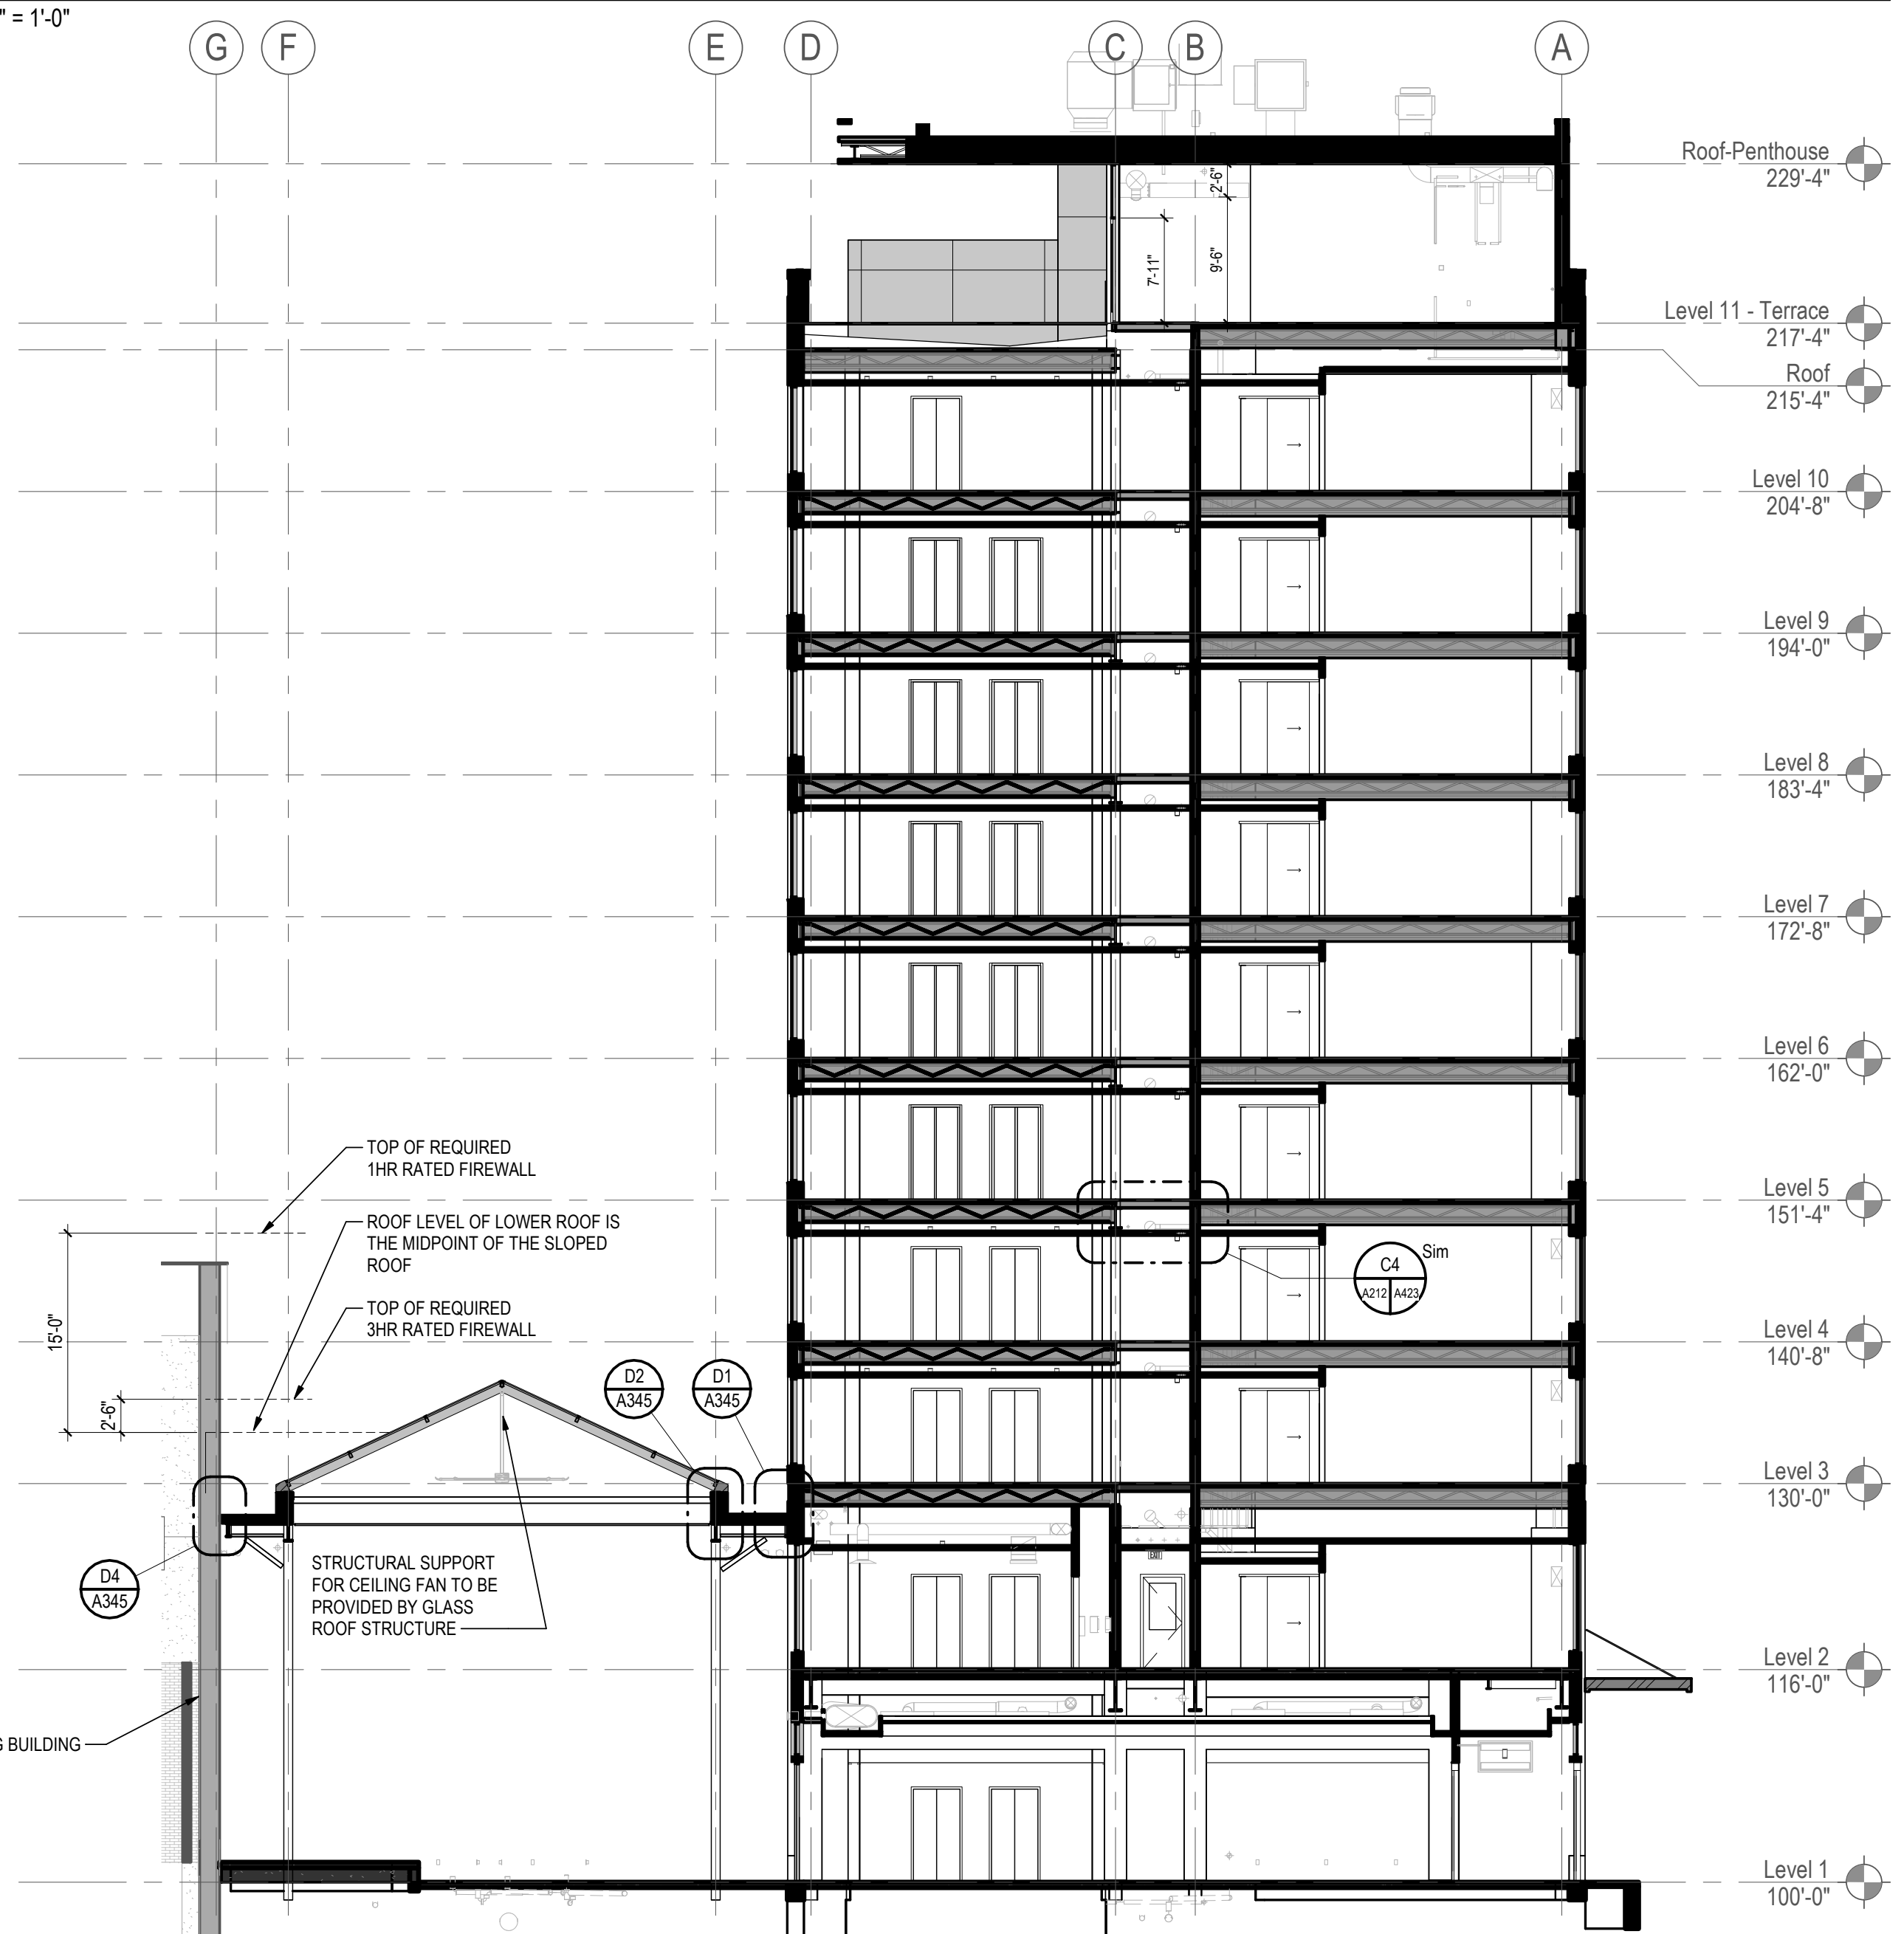 " = 1'-0"
G
F
E
D
C
B
A
Roof-Penthouse
229'-4"
2'-6"
7'-11"
9'-6"
Level 11 - Terrace
217'-4"
Roof
215'-4"
Level 10
204'-8"
Level 9
194'-0"
Level 8
183'-4"
Level 7
172'-8"
Level 6
162'-0"
TOP OF REQUIRED
1HR RATED FIREWALL
Level 5
151'-4"
ROOF LEVEL OF LOWER ROOF IS
THE MIDPOINT OF THE SLOPED
ROOF
C4
A212
A423
Sim
TOP OF REQUIRED
3HR RATED FIREWALL
15'-0"
2'-6"
Level 4
140'-8"
D2
A345
D1
A345
Level 3
130'-0"
D4
A345
STRUCTURAL SUPPORT
FOR CEILING FAN TO BE
PROVIDED BY GLASS
ROOF STRUCTURE
EXIT
Level 2
116'-0"
G BUILDING
Level 1
100'-0"